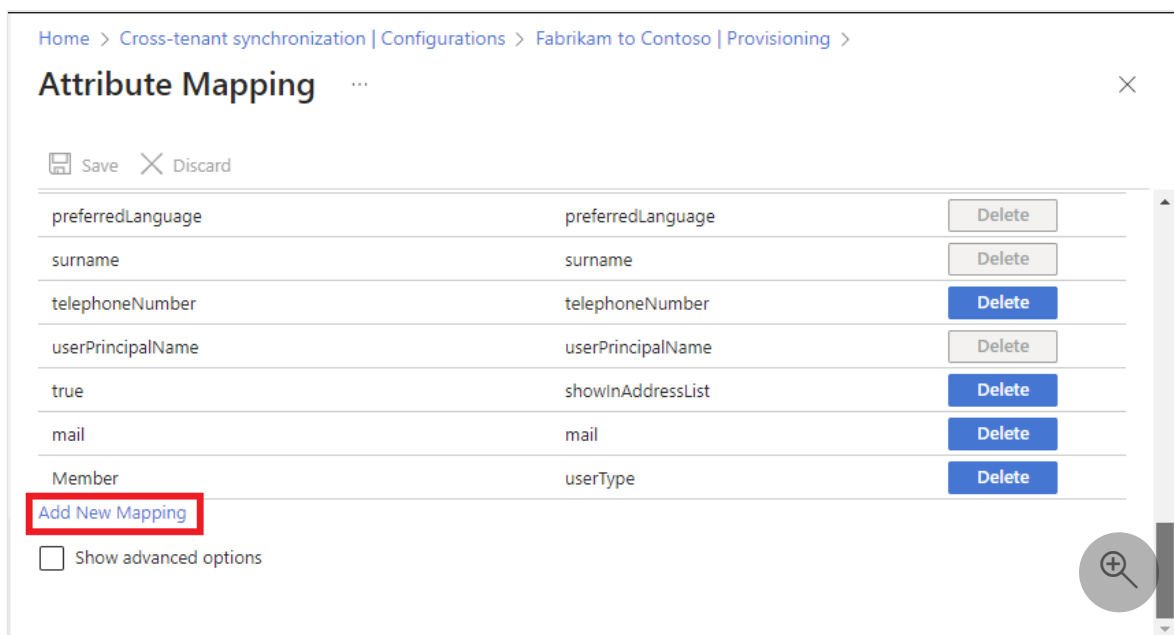 Home > Cross-tenant synchronization | Configurations > Fabrikam to Contoso | Provisioning >
Attribute Mapping ...
Save Discard
preferredLanguage preferredLanguage Delete
surname surname Delete
telephoneNumber telephoneNumber Delete
userPrincipalName userPrincipalName Delete
true showInAddressList Delete
mail mail Delete
Member userType Delete
Add New Mapping
Show advanced options